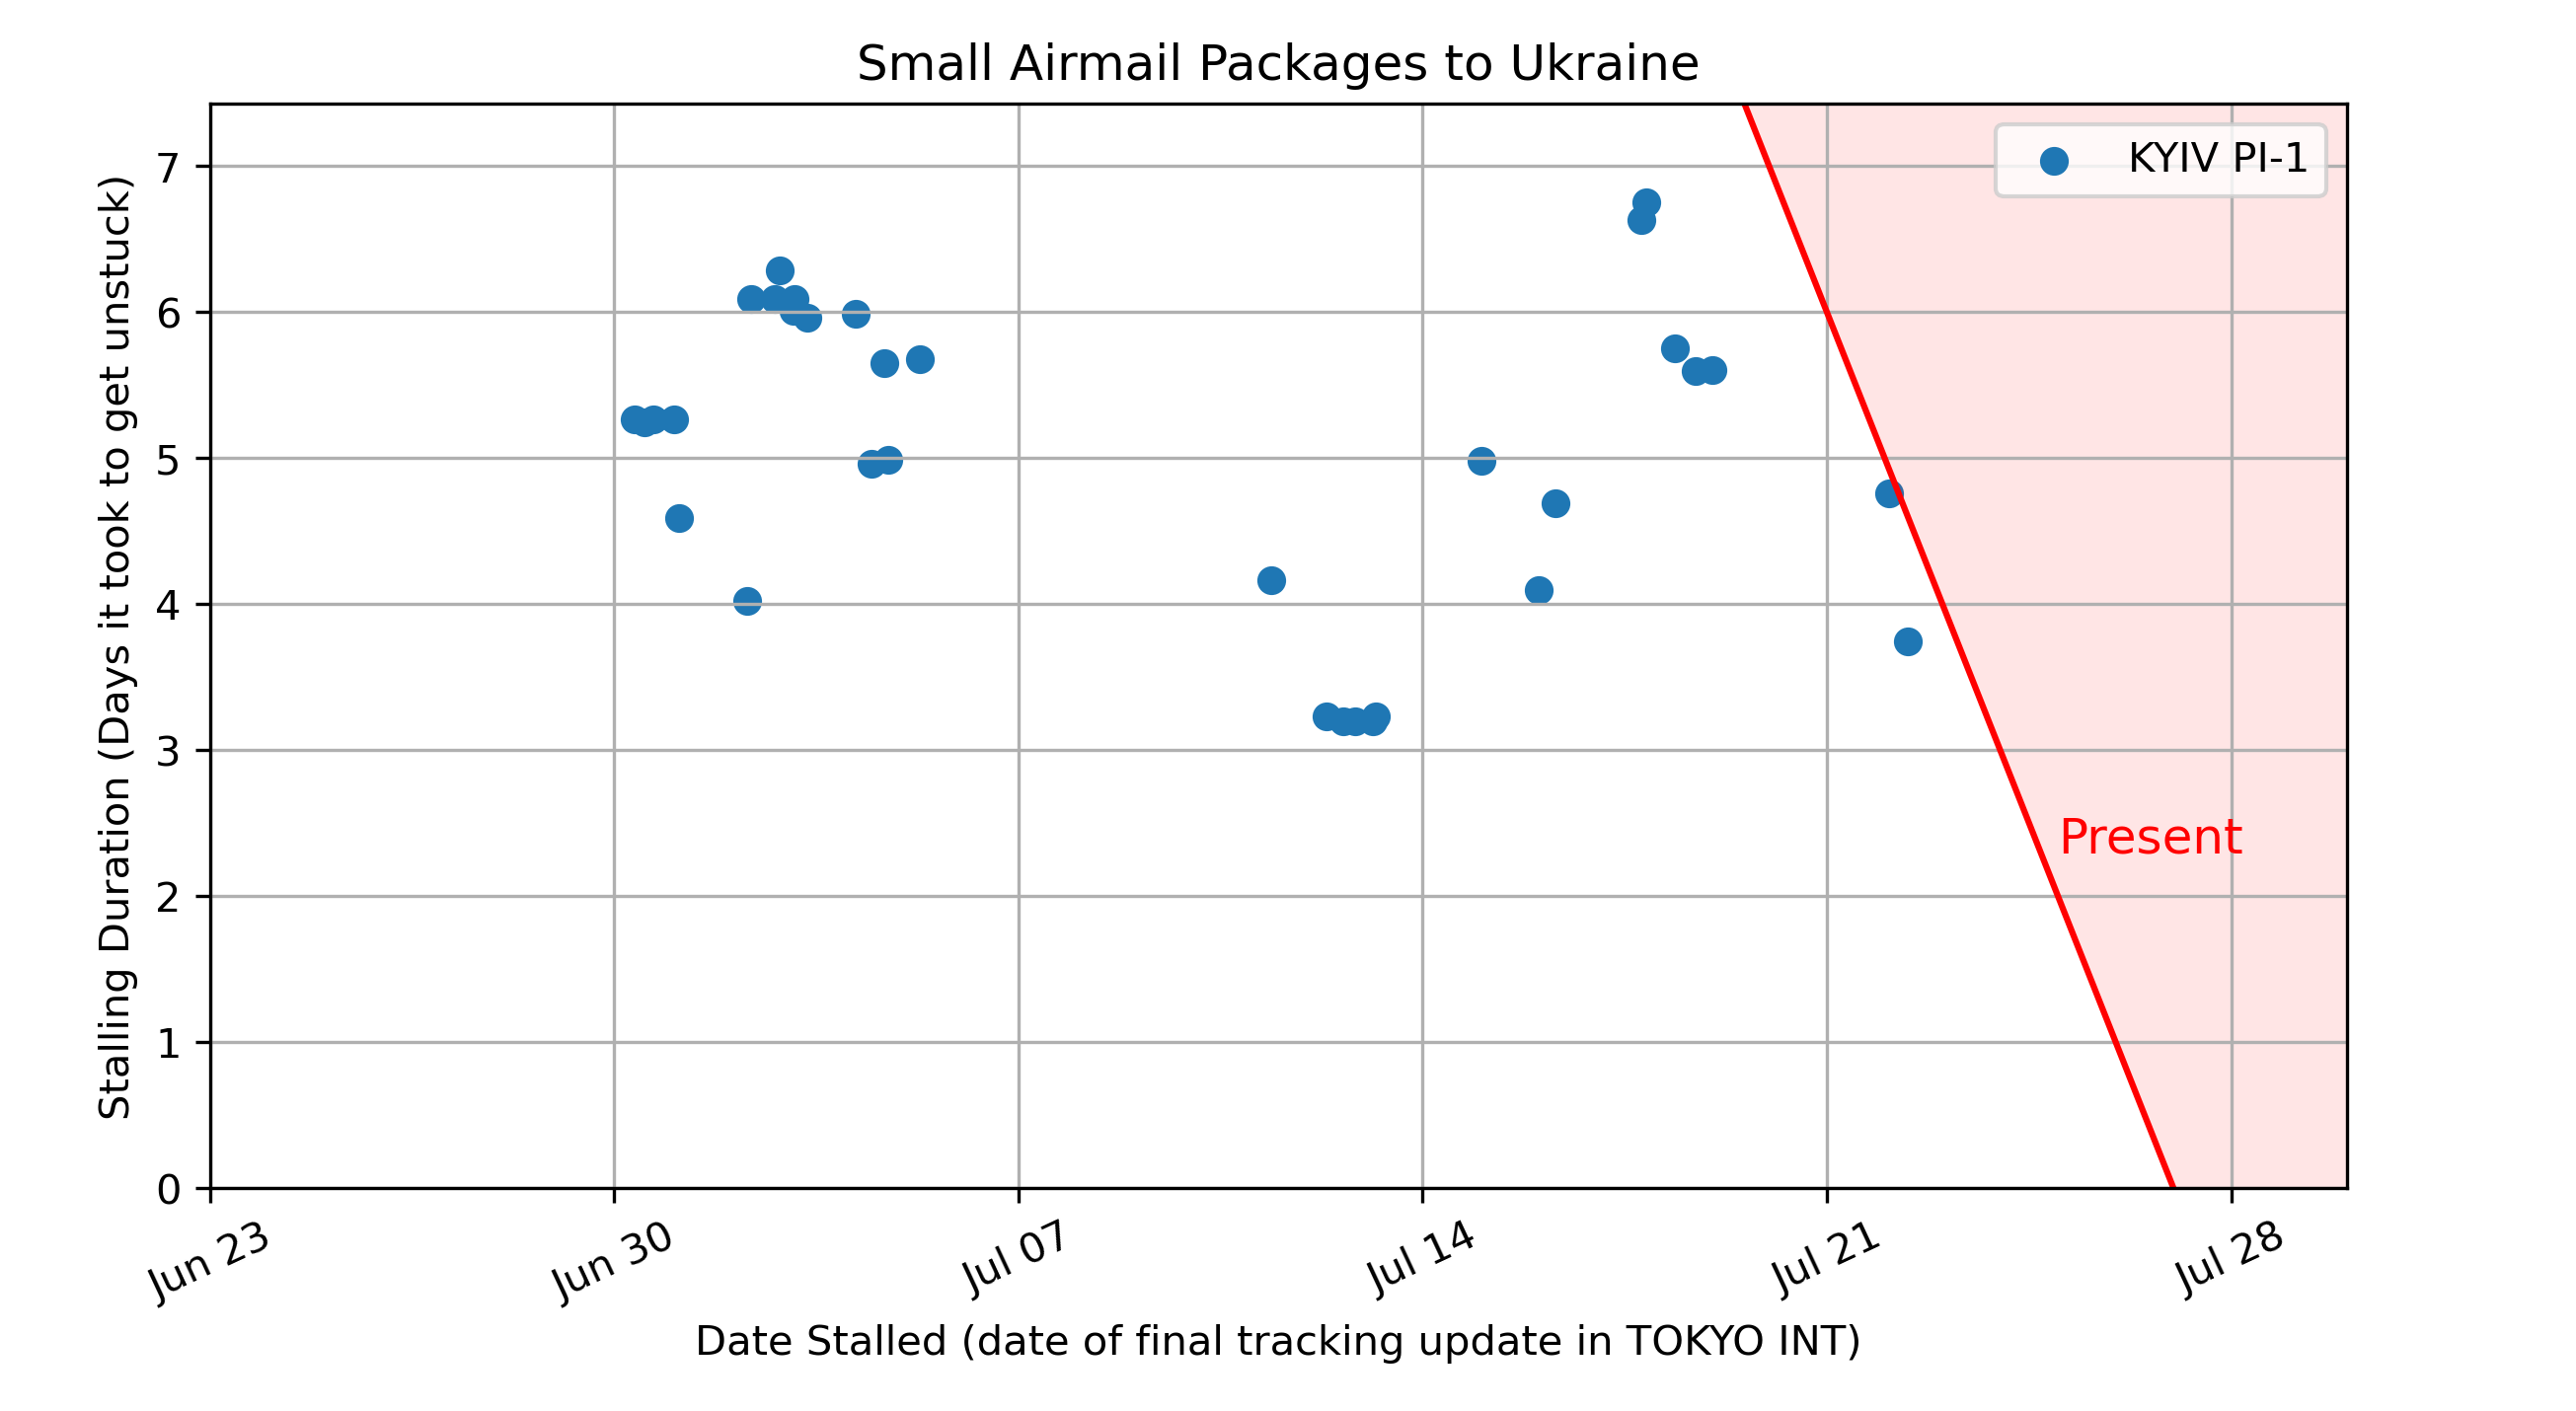 Small Airmail Packages to Ukraine
KYIV PI-1
Stalling Duration (Days it took to get unstuck)
7
6
5
4
3
2
1
0
Present
Jun 23
Jun 30
Jul 07
Jul 14
Jul 21
Jul 28
Date Stalled (date of final tracking update in TOKYO INT)